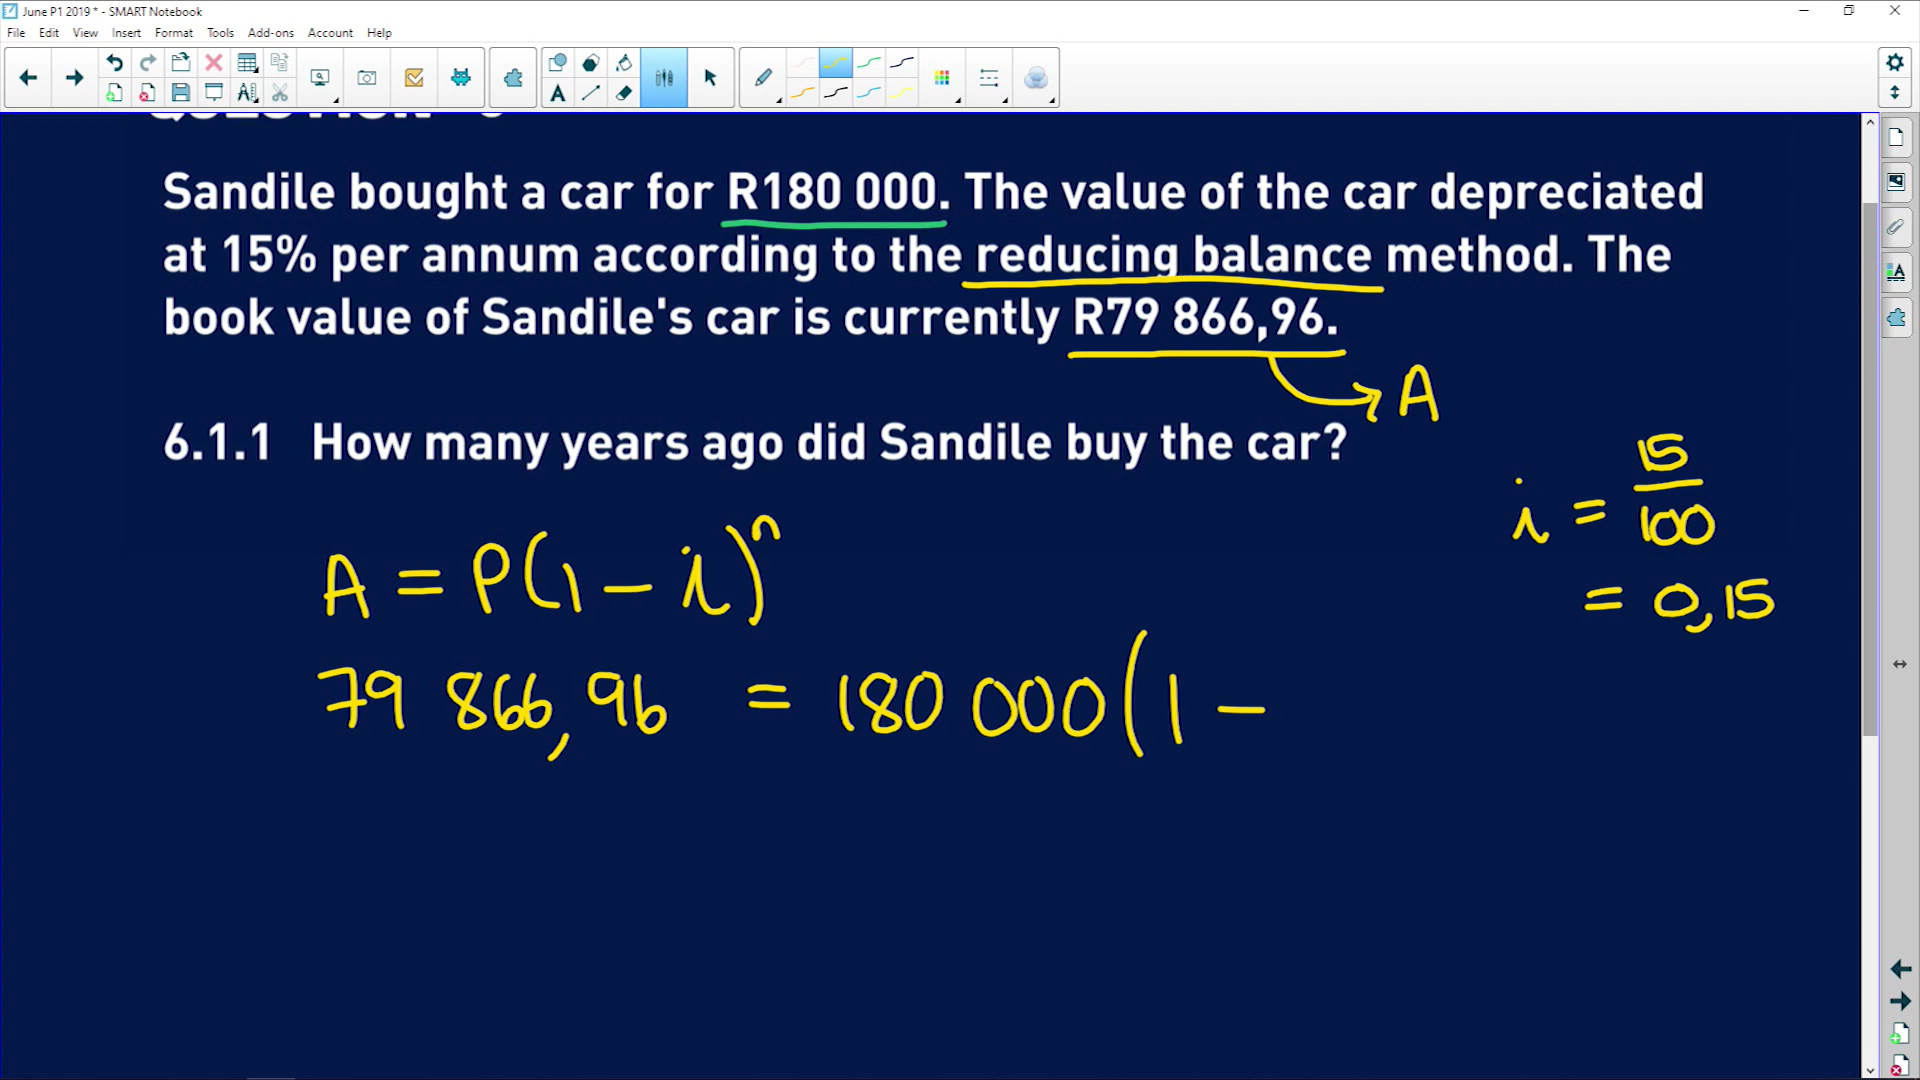 June P1 2019 * - SMART Notebook
File Edit View Insert Format Tools Add-ons Account Help
Sandile bought a car for R180 000. The value of the car depreciated
at 15% per annum according to the reducing balance method. The
book value of Sandile's car is currently R79 866,96.
A
6.1.1 How many years ago did Sandile buy the car?
i = 15/100
= 0,15
A = P(1 - i)^n
79 866,96 = 180 000(1 -